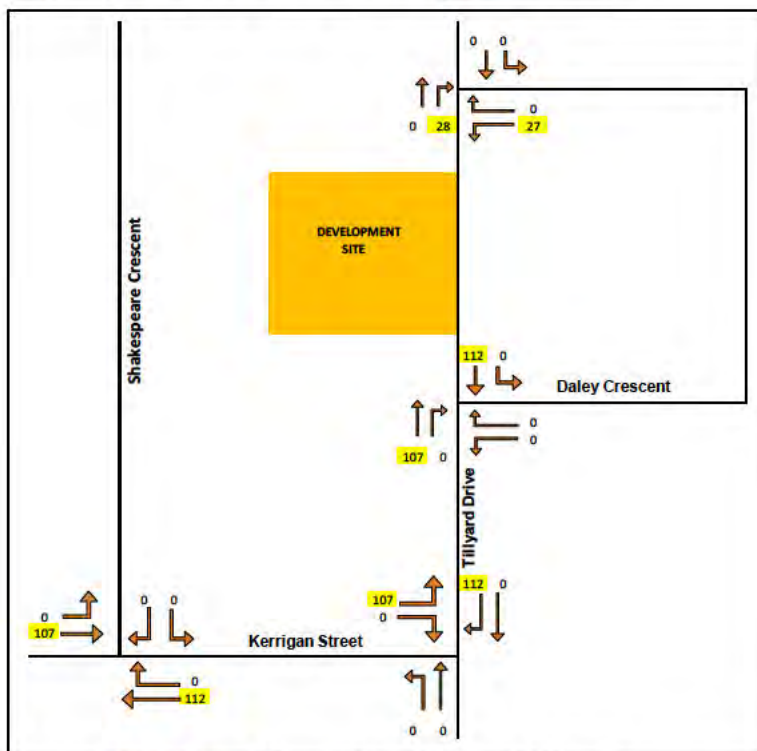 0 0
0
0 28 27
Shakespeare Crescent
DEVELOPMENT
SITE
112 0
Daley Crescent
0
0
107 0
Tillyard Drive
0 0 0 107 112 0
107 0
Kerrigan Street
0
112
0 0